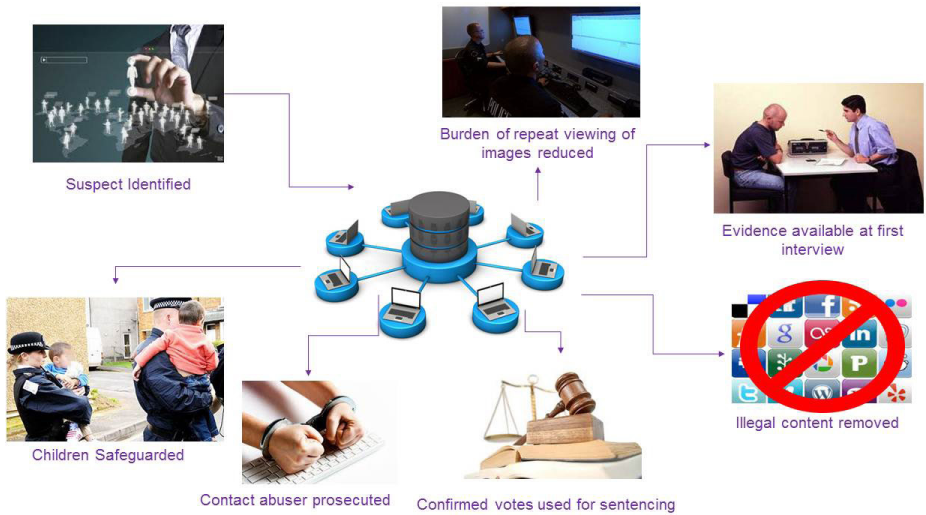 Suspect Identified
Burden of repeat viewing of
images reduced
POLICE
Evidence available at first
interview
Children Safeguarded
Illegal content removed
Contact abuser prosecuted
Confirmed votes used for sentencing